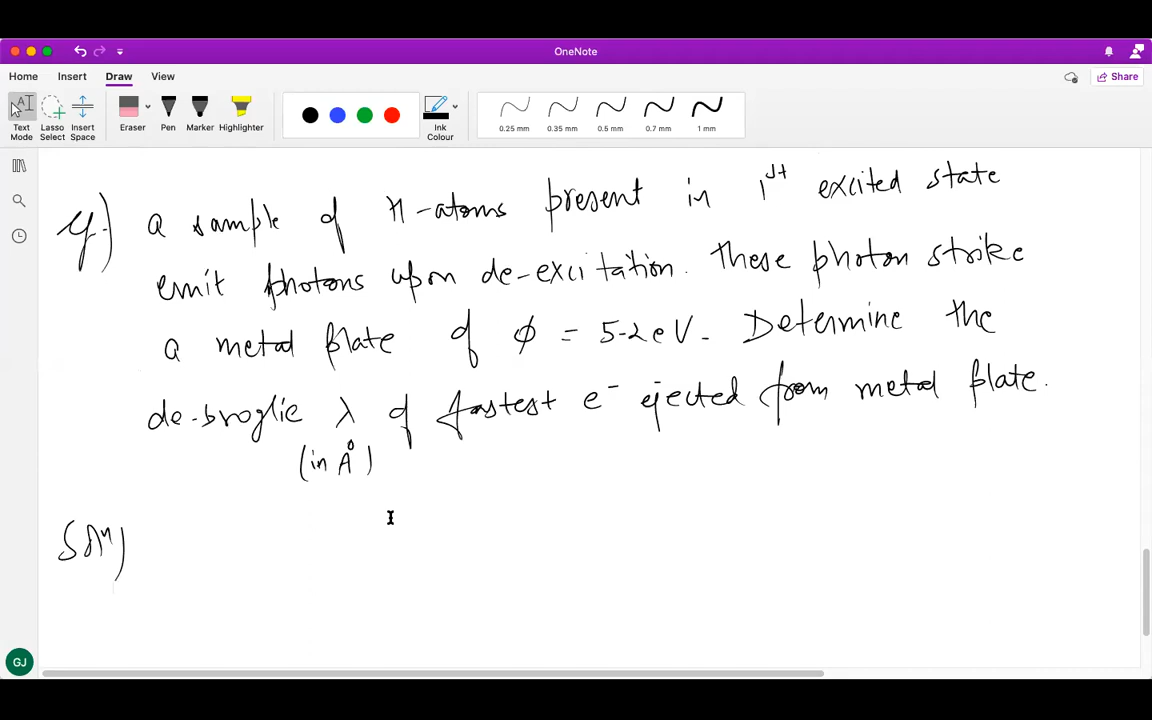 OneNote
Home Insert Draw View
Share
Text Mode
Lasso Select
Insert Space
Eraser
Pen
Marker
Highlighter
Ink Colour
0.25 mm
0.35 mm
0.5 mm
0.7 mm
1 mm
a sample of H-atoms present in 1st excited state
emit photons upon de-excitation. These photon strike
a metal plate of ϕ = 5.2 eV. Determine the
de-broglie λ of fastest e⁻ ejected from metal plate.
(in A°)
Solⁿ)
GJ